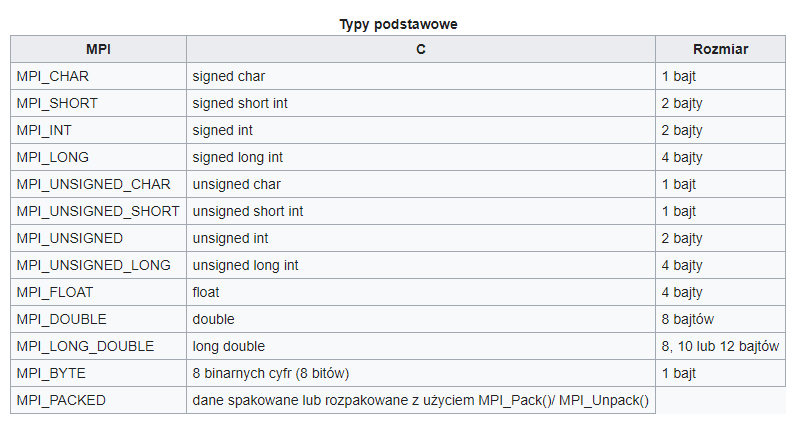 Typy podstawowe
MPI C Rozmiar
MPI_CHAR signed char 1 bajt
MPI_SHORT signed short int 2 bajty
MPI_INT signed int 2 bajty
MPI_LONG signed long int 4 bajty
MPI_UNSIGNED_CHAR unsigned char 1 bajt
MPI_UNSIGNED_SHORT unsigned short int 1 bajt
MPI_UNSIGNED unsigned int 2 bajty
MPI_UNSIGNED_LONG unsigned long int 4 bajty
MPI_FLOAT float 4 bajty
MPI_DOUBLE double 8 bajtów
MPI_LONG_DOUBLE long double 8, 10 lub 12 bajtów
MPI_BYTE 8 binarnych cyfr (8 bitów) 1 bajt
MPI_PACKED dane spakowane lub rozpakowane z użyciem MPI_Pack()/ MPI_Unpack()